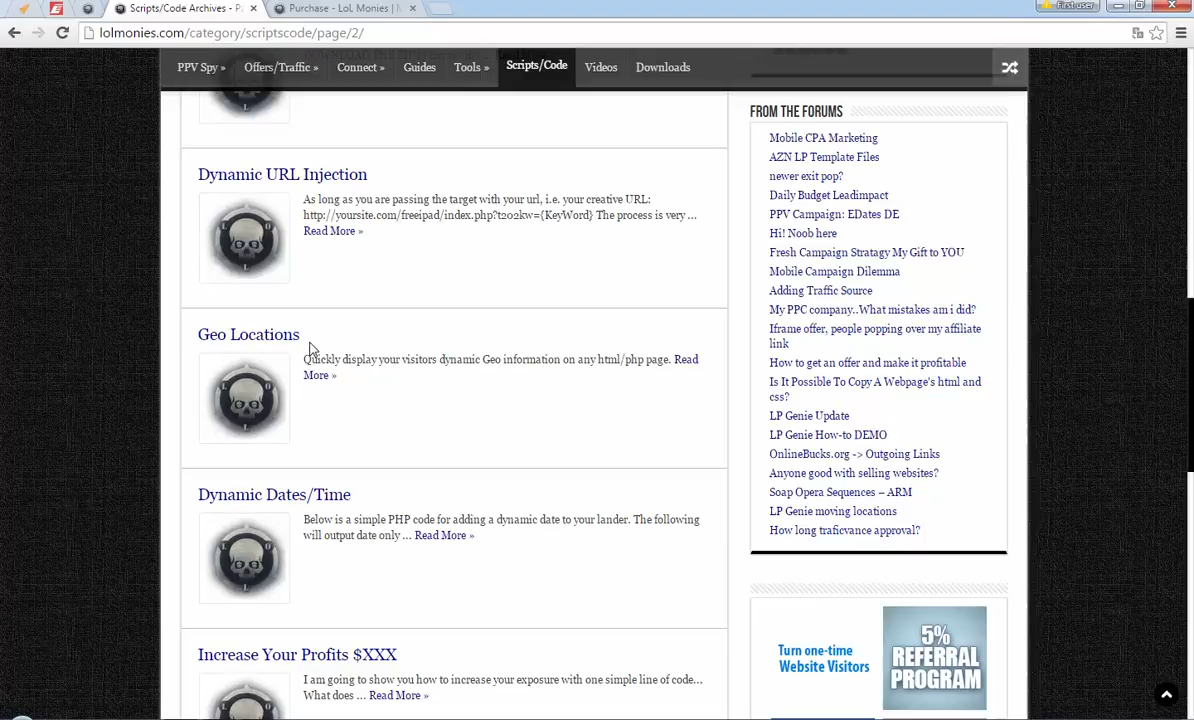 Scripts/Code Archives - P
Purchase - LoL Monies |
First user
lolmonies.com/category/scriptscode/page/2/
PPV Spy »
Offers/Traffic »
Connect »
Guides
Tools »
Scripts/Code
Videos
Downloads
Dynamic URL Injection
As long as you are passing the target with your url, i.e. your creative URL:
http://yoursite.com/freeipad/index.php?t202kw={KeyWord} The process is very ...
Read More »
Geo Locations
Quickly display your visitors dynamic Geo information on any html/php page. Read
More »
Dynamic Dates/Time
Below is a simple PHP code for adding a dynamic date to your lander. The following
will output date only ... Read More »
Increase Your Profits $XXX
I am going to show you how to increase your exposure with one simple line of code...
What does ... Read More »
FROM THE FORUMS
Mobile CPA Marketing
AZN LP Template Files
newer exit pop?
Daily Budget Leadimpact
PPV Campaign: EDates DE
Hi! Noob here
Fresh Campaign Stratagy My Gift to YOU
Mobile Campaign Dilemma
Adding Traffic Source
My PPC company..What mistakes am i did?
Iframe offer, people popping over my affiliate
link
How to get an offer and make it profitable
Is It Possible To Copy A Webpage's html and
css?
LP Genie Update
LP Genie How-to DEMO
OnlineBucks.org -> Outgoing Links
Anyone good with selling websites?
Soap Opera Sequences – ARM
LP Genie moving locations
How long traficvance approval?
Turn one-time
Website Visitors
5%
REFERRAL
PROGRAM